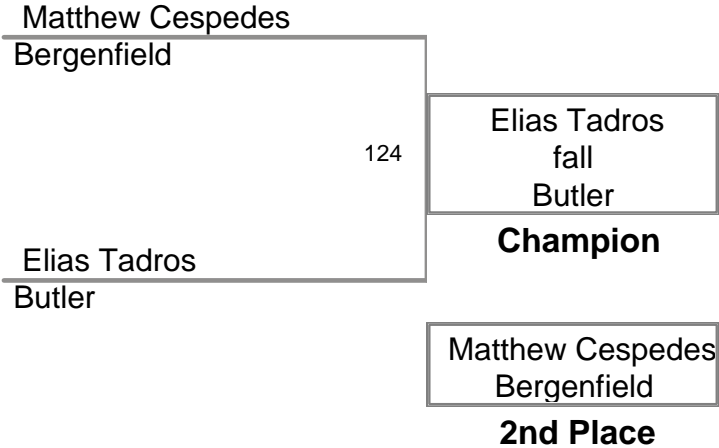 Matthew Cespedes
Bergenfield
Elias Tadros
fall
Butler
124
Champion
Elias Tadros
Butler
Matthew Cespedes
Bergenfield
2nd Place